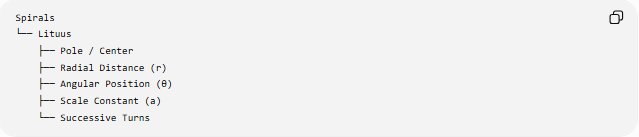 Spirals
└── Lituus
    ├── Pole / Center
    ├── Radial Distance (r)
    ├── Angular Position (θ)
    ├── Scale Constant (a)
    └── Successive Turns